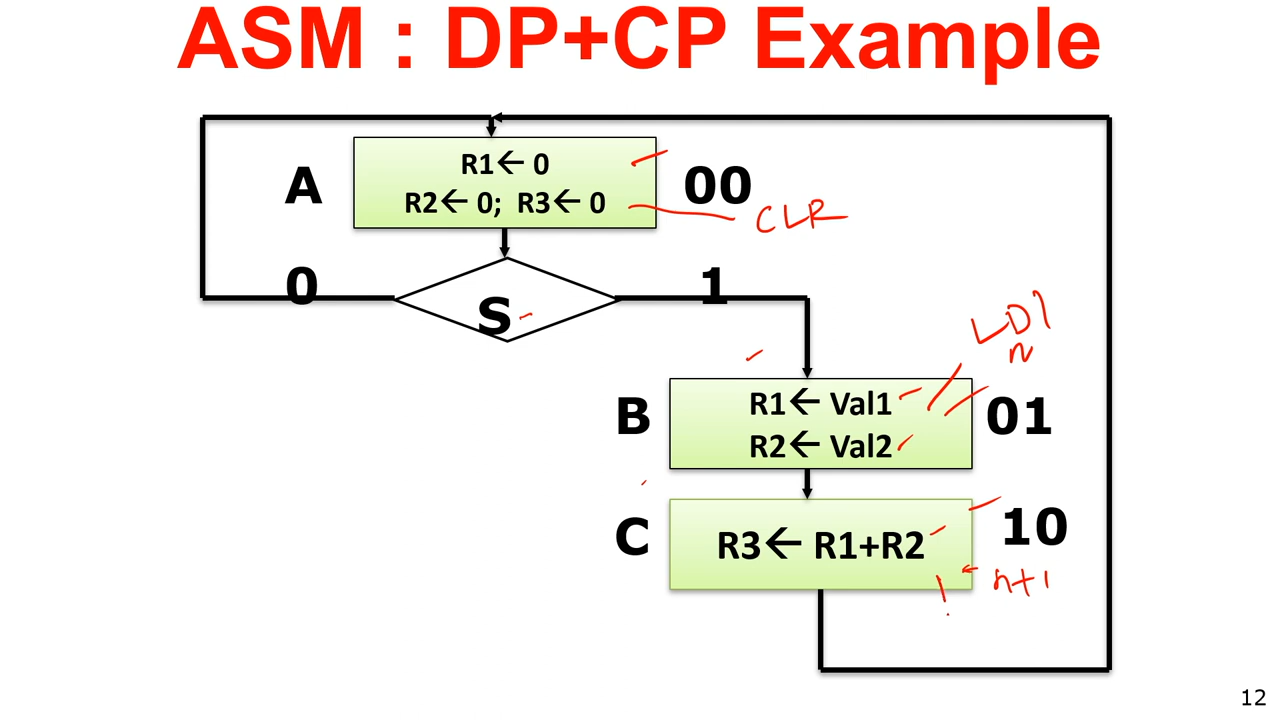 ASM : DP+CP Example
A
R1← 0
R2← 0; R3← 0
00
CLR
0
S
1
LD1
n
B
R1← Val1
R2← Val2
01
C
R3← R1+R2
10
n+1
12